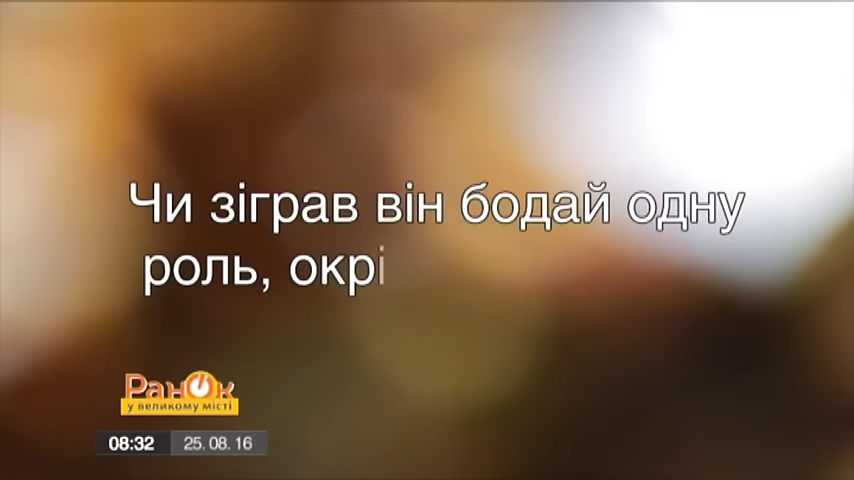 Чи зіграв він бодай одну
роль, окрі
Ранок
у великому місті
08:32 25. 08. 16